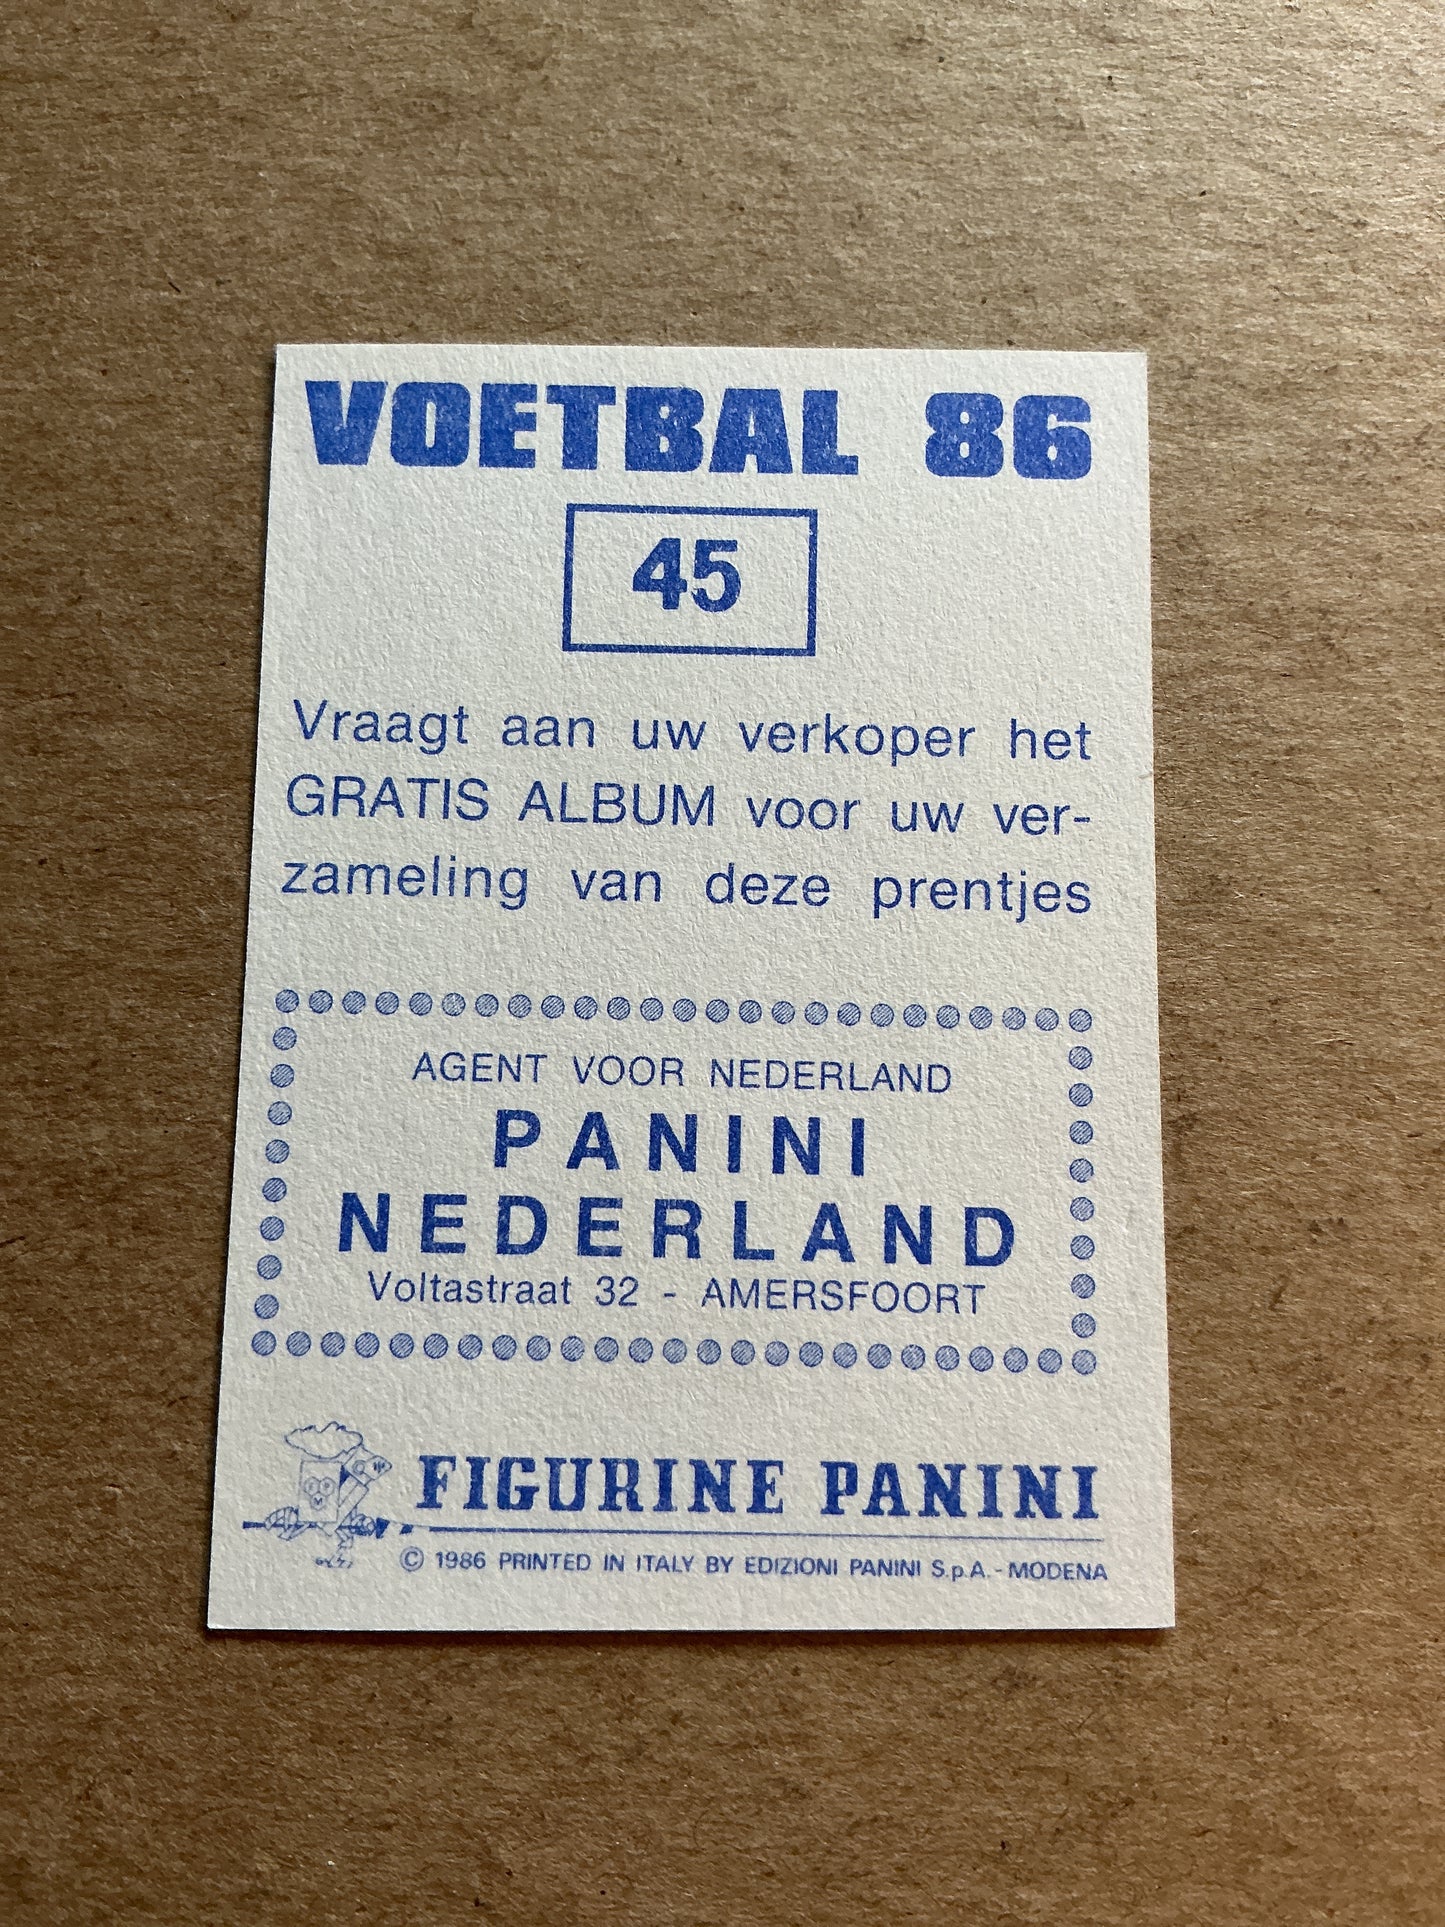 VOETBAL 86
45
Vraagt aan uw verkoper het
GRATIS ALBUM voor uw ver-
zameling van deze prentjes
AGENT VOOR NEDERLAND
PANINI
NEDERLAND
Voltastraat 32 - AMERSFOORT
FIGURINE PANINI
© 1986 PRINTED IN ITALY BY EDIZIONI PANINI S.p.A. - MODENA